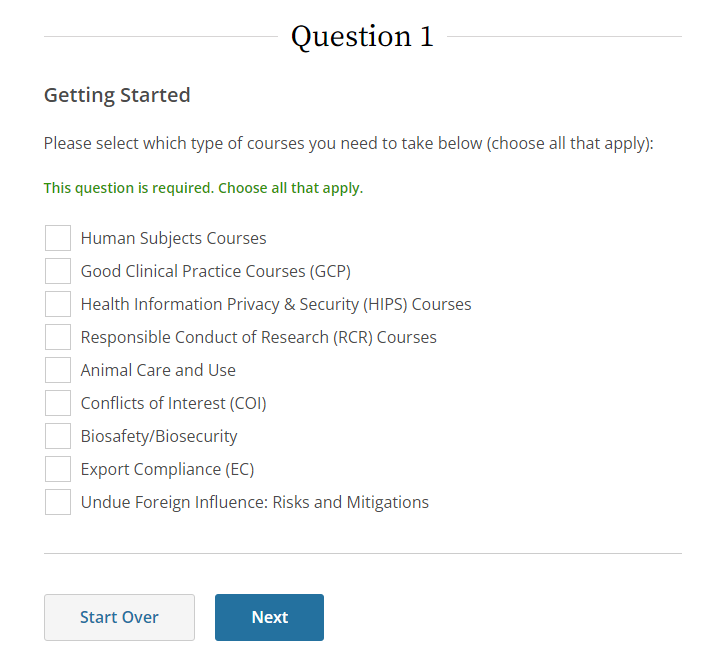 Question 1
Getting Started
Please select which type of courses you need to take below (choose all that apply):
This question is required. Choose all that apply.
Human Subjects Courses
Good Clinical Practice Courses (GCP)
Health Information Privacy & Security (HIPS) Courses
Responsible Conduct of Research (RCR) Courses
Animal Care and Use
Conflicts of Interest (COI)
Biosafety/Biosecurity
Export Compliance (EC)
Undue Foreign Influence: Risks and Mitigations
Start Over
Next